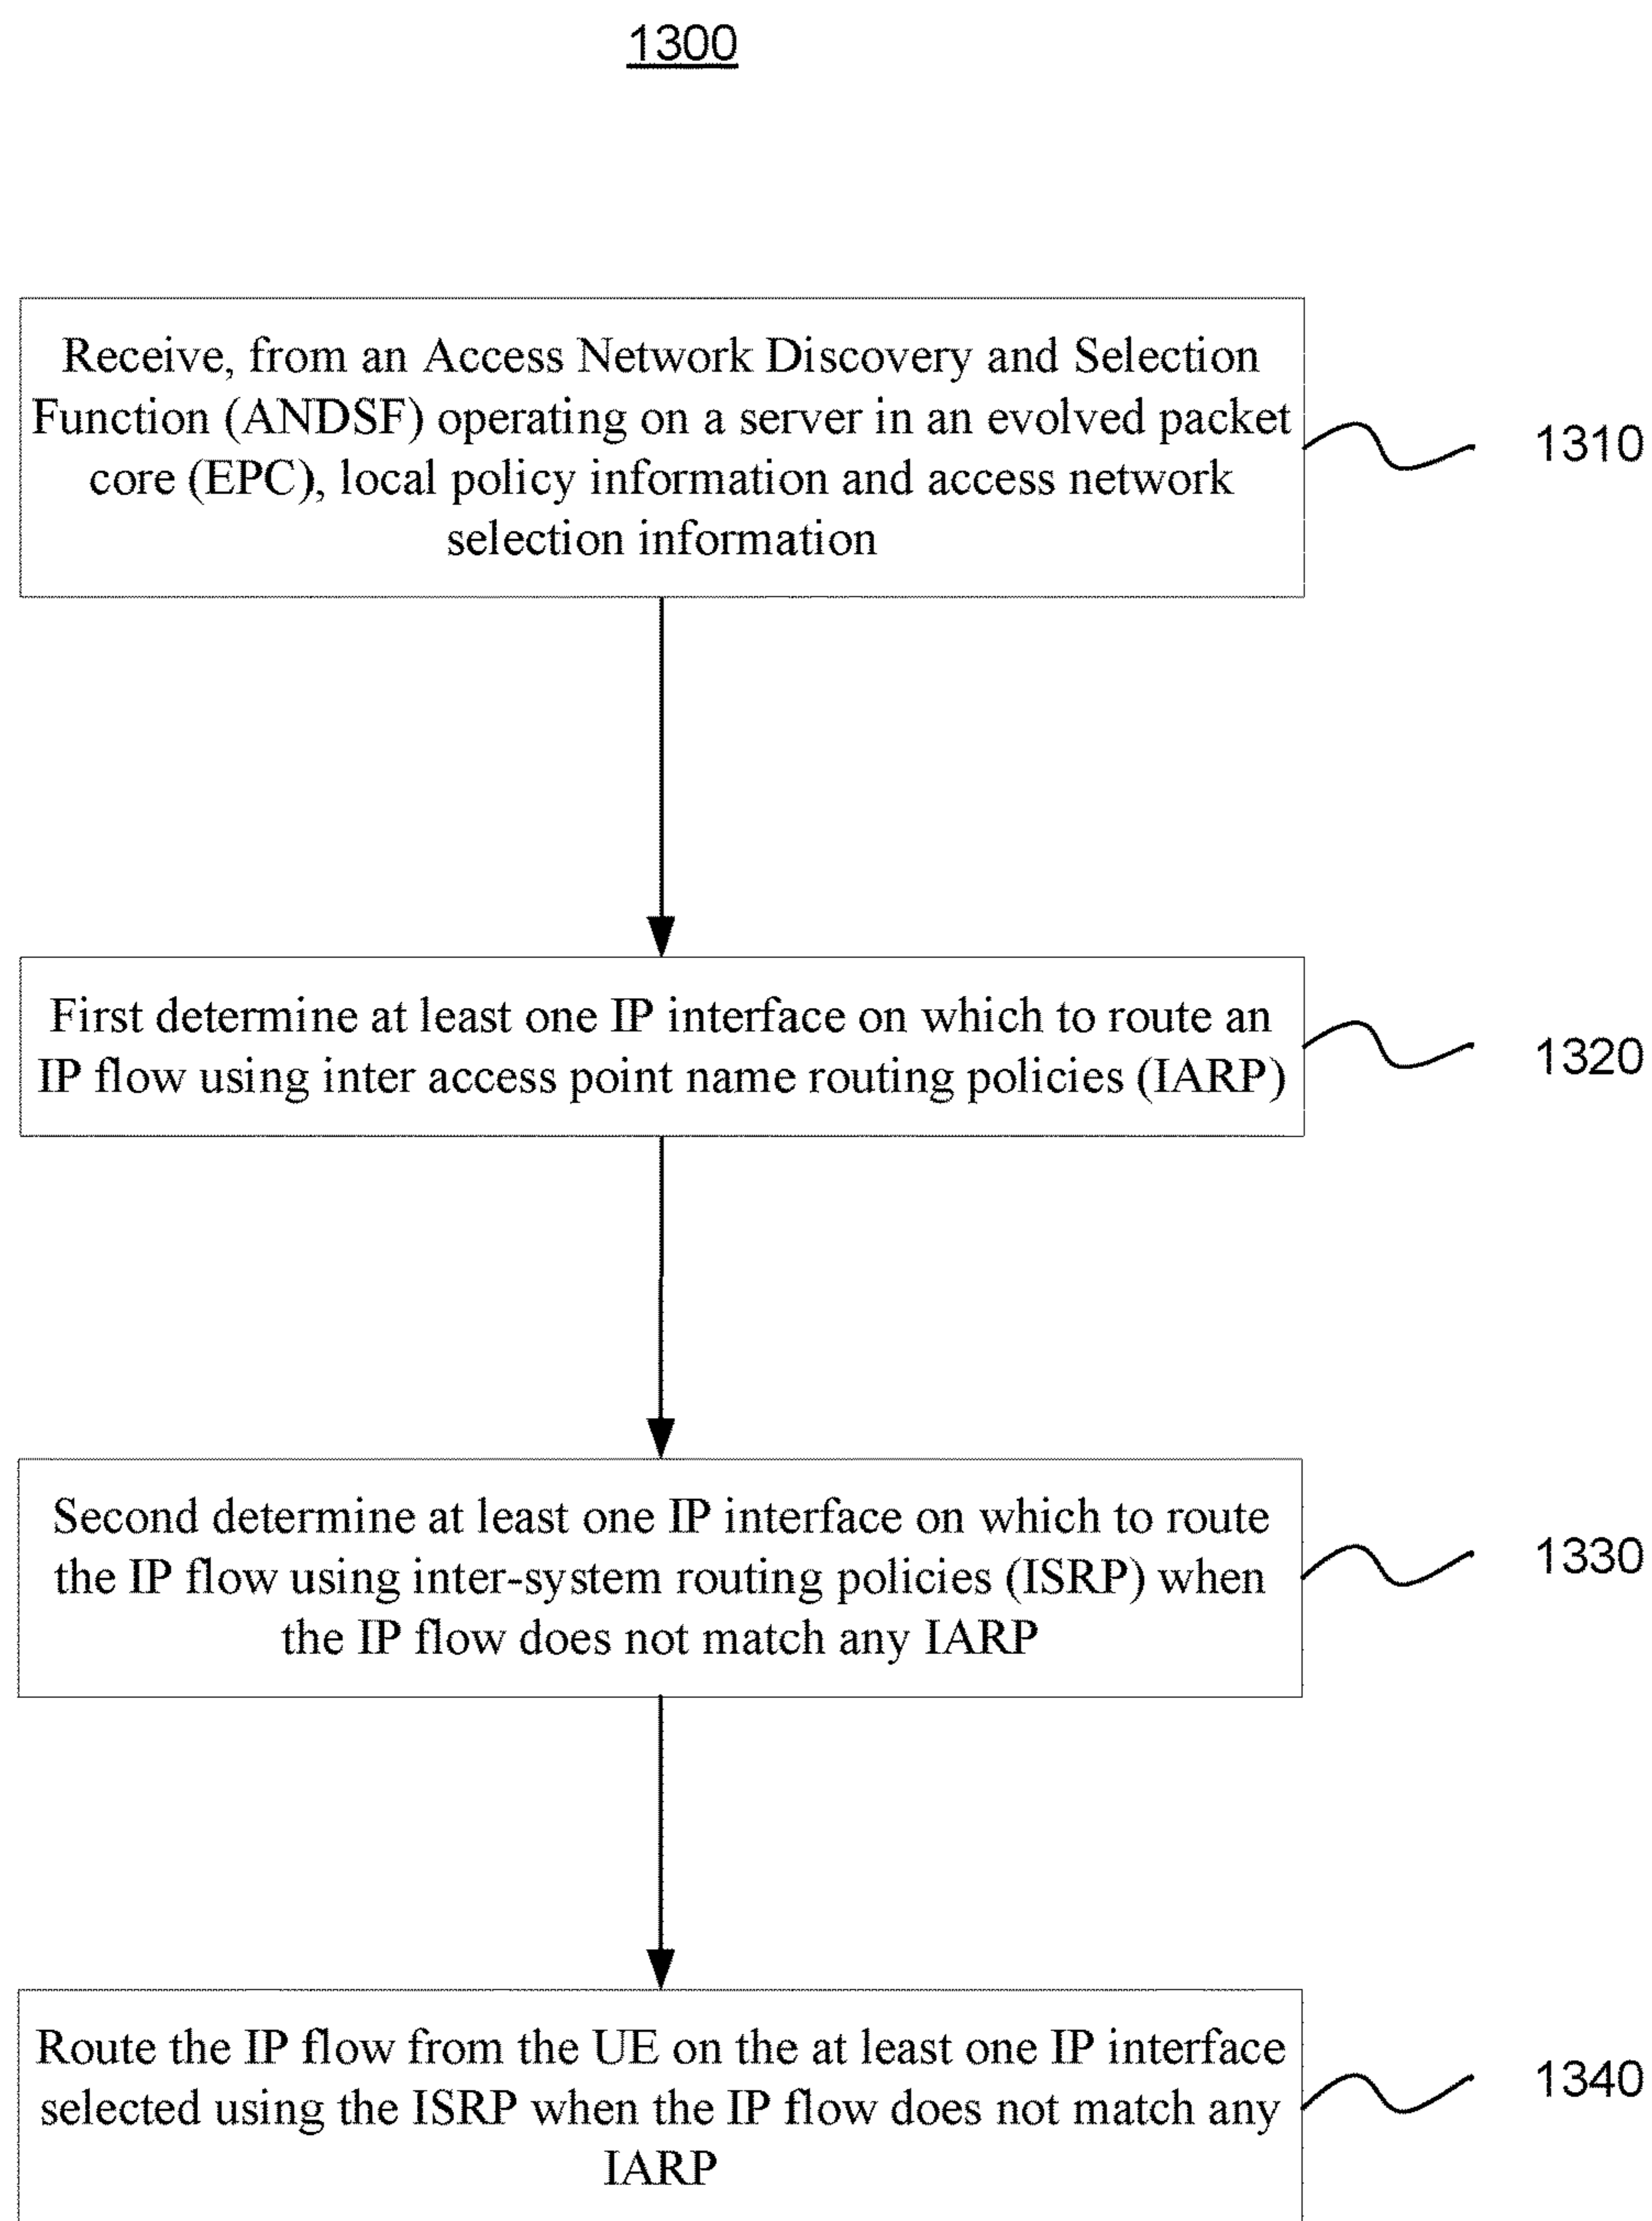 1300
Receive, from an Access Network Discovery and Selection
Function (ANDSF) operating on a server in an evolved packet
core (EPC), local policy information and access network
selection information
1310
First determine at least one IP interface on which to route an
IP flow using inter access point name routing policies (IARP)
1320
Second determine at least one IP interface on which to route
the IP flow using inter-system routing policies (ISRP) when
the IP flow does not match any IARP
1330
Route the IP flow from the UE on the at least one IP interface
selected using the ISRP when the IP flow does not match any
IARP
1340